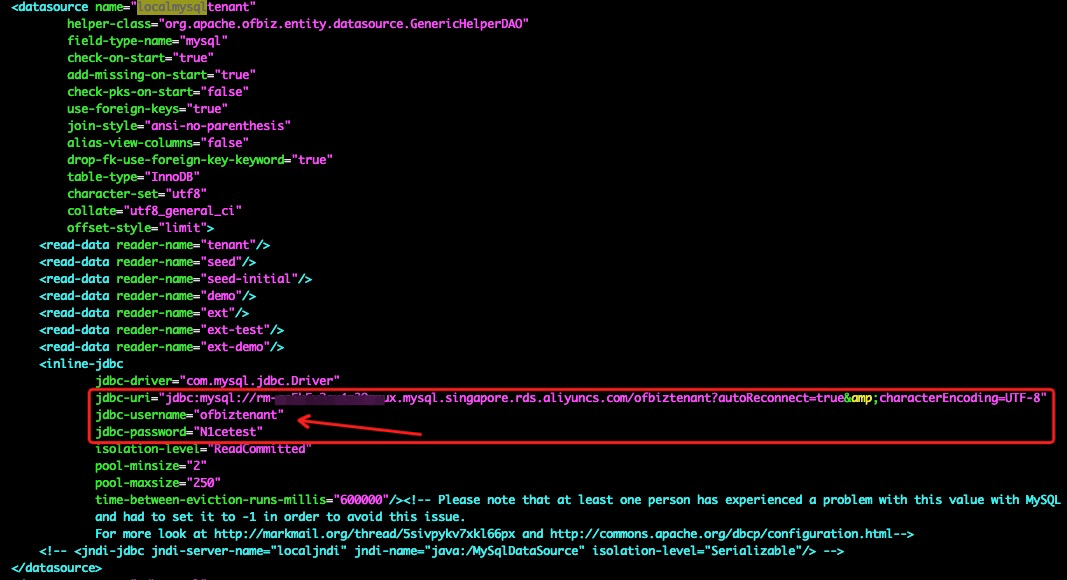 <datasource name="localmysqltenant"
helper-class="org.apache.ofbiz.entity.datasource.GenericHelperDAO"
field-type-name="mysql"
check-on-start="true"
add-missing-on-start="true"
check-pks-on-start="false"
use-foreign-keys="true"
join-style="ansi-no-parenthesis"
alias-view-columns="false"
drop-fk-use-foreign-key-keyword="true"
table-type="InnoDB"
character-set="utf8"
collate="utf8_general_ci"
offset-style="limit">
<read-data reader-name="tenant"/>
<read-data reader-name="seed"/>
<read-data reader-name="seed-initial"/>
<read-data reader-name="demo"/>
<read-data reader-name="ext"/>
<read-data reader-name="ext-test"/>
<read-data reader-name="ext-demo"/>
<inline-jdbc
jdbc-driver="com.mysql.jdbc.Driver"
jdbc-uri="jdbc:mysql://rm- ux.mysql.singapore.rds.aliyuncs.com/ofbiztenant?autoReconnect=true&amp;characterEncoding=UTF-8"
jdbc-username="ofbiztenant"
jdbc-password="N1cetest"
isolation-level="ReadCommitted"
pool-minsize="2"
pool-maxsize="250"
time-between-eviction-runs-millis="600000"/><!-- Please note that at least one person has experienced a problem with this value with MySQL
and had to set it to -1 in order to avoid this issue.
For more look at http://markmail.org/thread/5sivpykv7xkl66px and http://commons.apache.org/dbcp/configuration.html-->
<!-- <jndi-jdbc jndi-server-name="localjndi" jndi-name="java:/MySqlDataSource" isolation-level="Serializable"/> -->
</datasource>